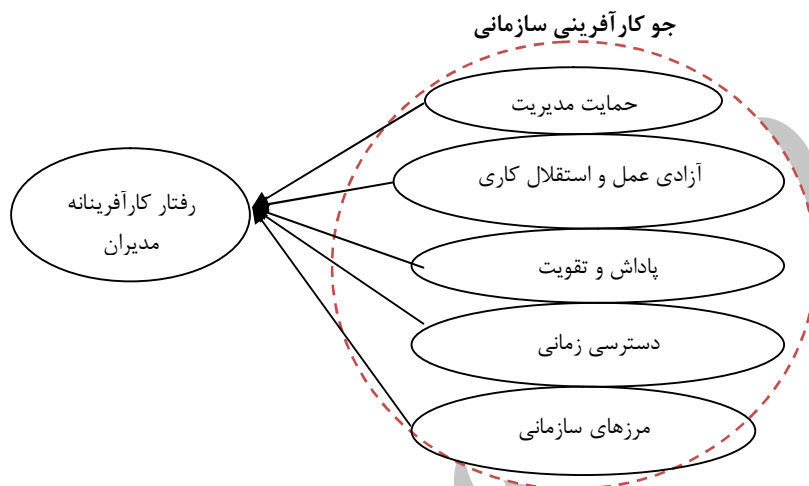 جو کارآفرینی سازمانی
حمایت مدیریت
آزادی عمل و استقلال کاری
رفتار کارآفرینانه
مدیران
پاداش و تقویت
دسترسی زمانی
مرزهای سازمانی